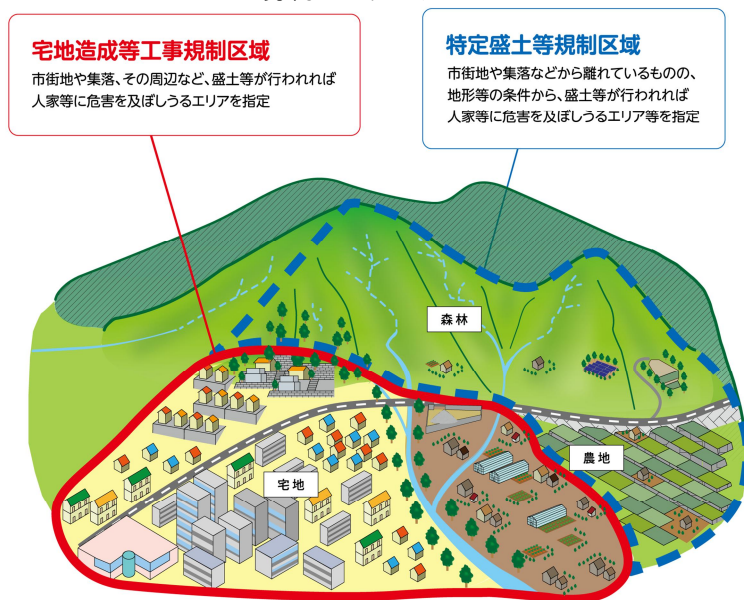 宅地造成等工事規制区域
市街地や集落、その周辺など、盛土等が行われれば
人家等に危害を及ぼしうるエリアを指定
特定盛土等規制区域
市街地や集落などから離れているものの、
地形等の条件から、盛土等が行われれば
人家等に危害を及ぼしうるエリア等を指定
森林
農地
宅地